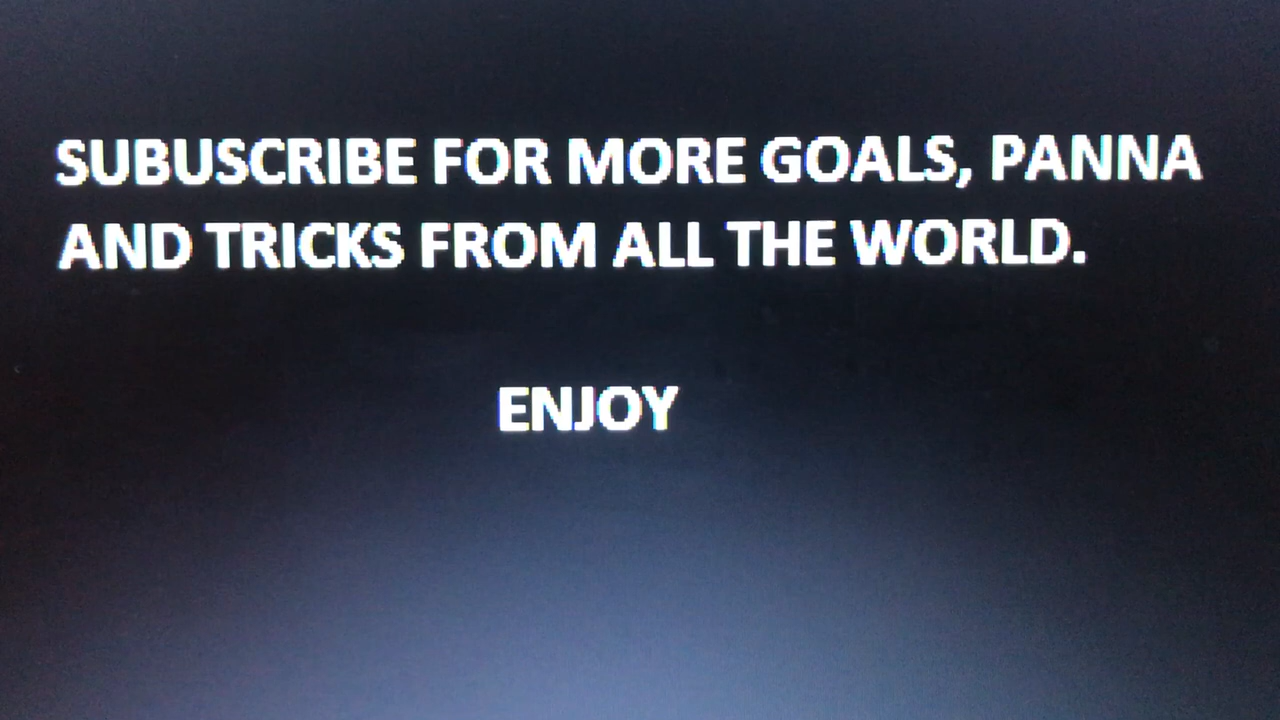 SUBUSCRIBE FOR MORE GOALS, PANNA
AND TRICKS FROM ALL THE WORLD.
ENJOY